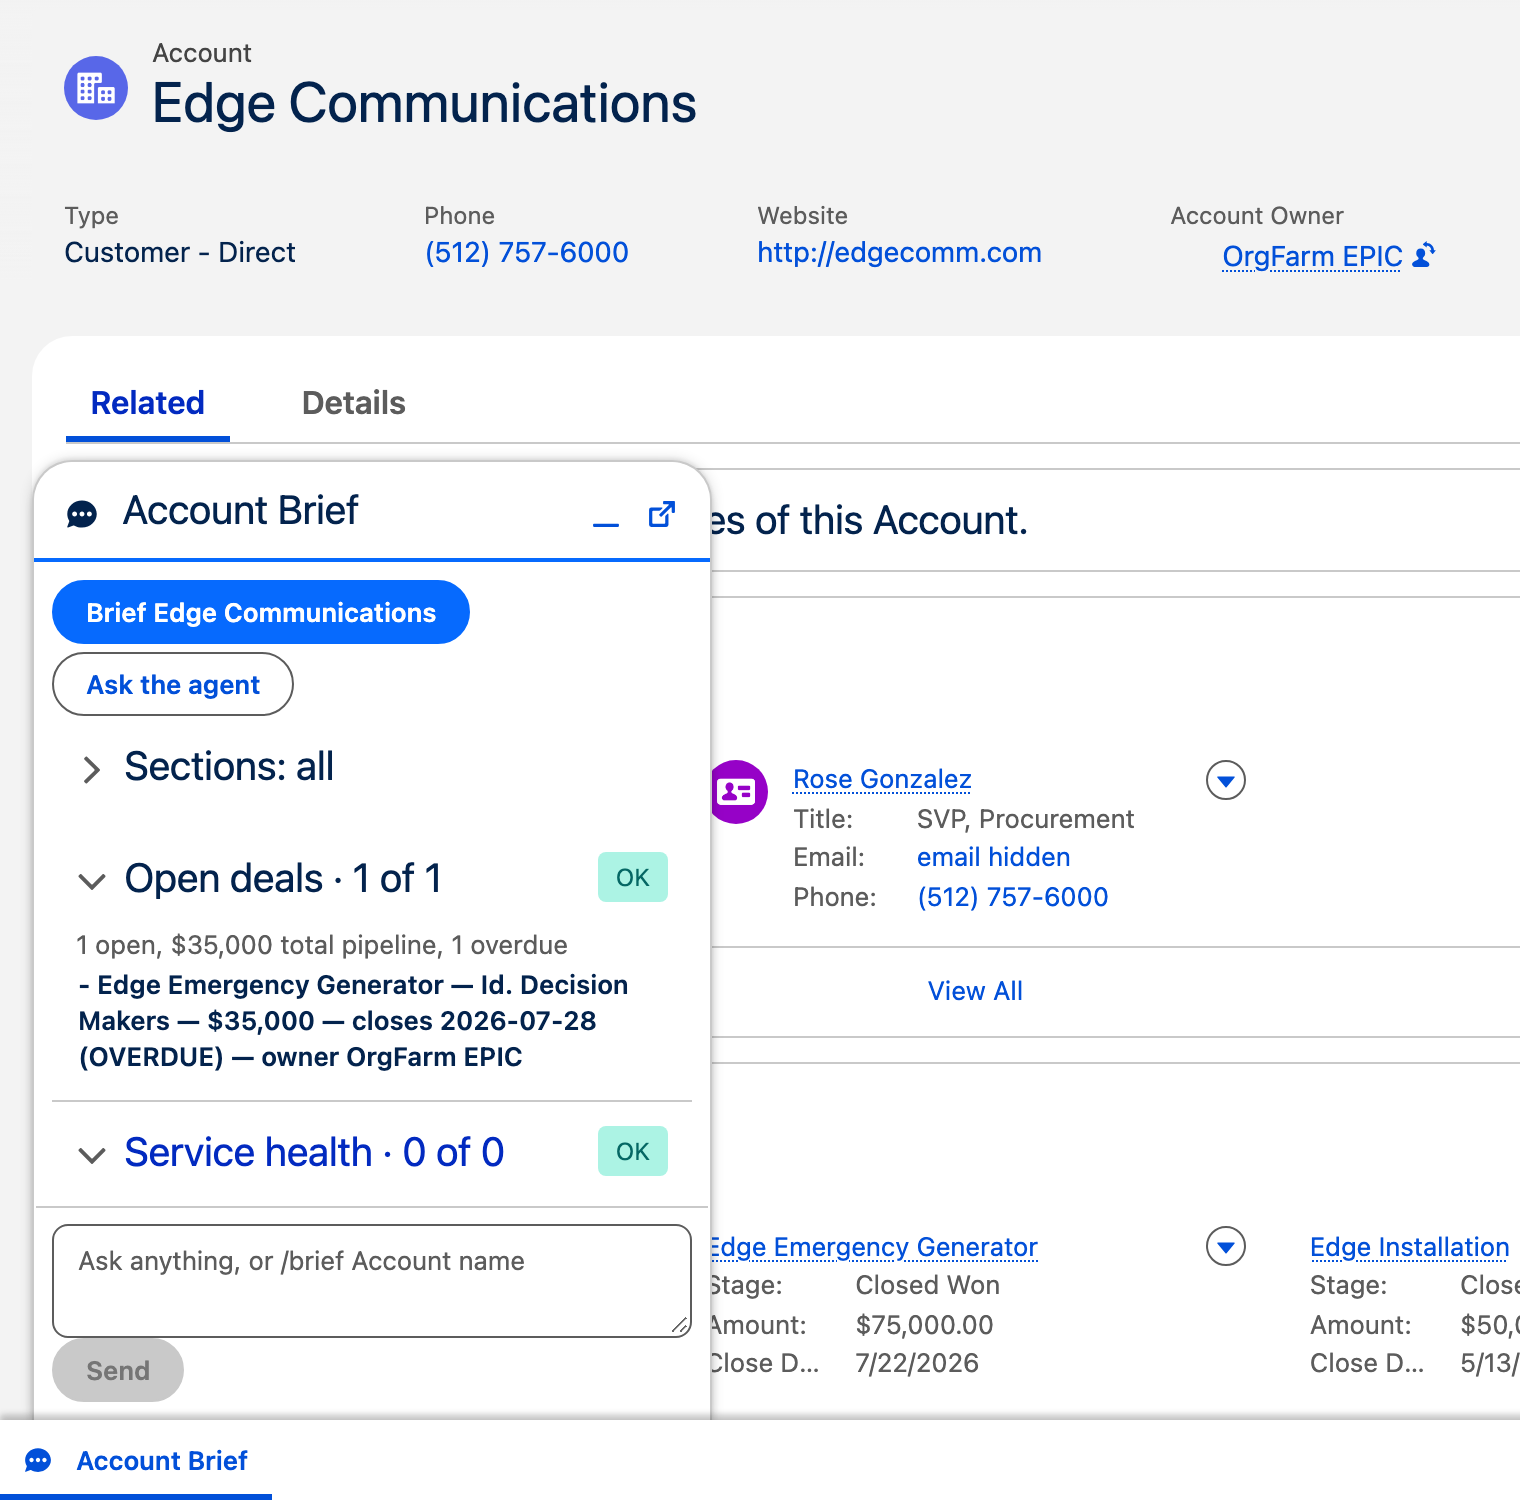 Account
Edge Communications
Type
Customer - Direct
Phone
(512) 757-6000
Website
http://edgecomm.com
Account Owner
OrgFarm EPIC
Related
Details
Account Brief
es of this Account.
Brief Edge Communications
Ask the agent
Sections: all
Open deals · 1 of 1
OK
1 open, $35,000 total pipeline, 1 overdue
- Edge Emergency Generator — Id. Decision
Makers — $35,000 — closes 2026-07-28
(OVERDUE) — owner OrgFarm EPIC
Service health · 0 of 0
OK
Ask anything, or /brief Account name
Send
Rose Gonzalez
Title: SVP, Procurement
Email: email hidden
Phone: (512) 757-6000
View All
Edge Emergency Generator
Stage: Closed Won
Amount: $75,000.00
Close D... 7/22/2026
Edge Installation
Stage: Close
Amount: $50,0
Close D... 5/13/
Account Brief